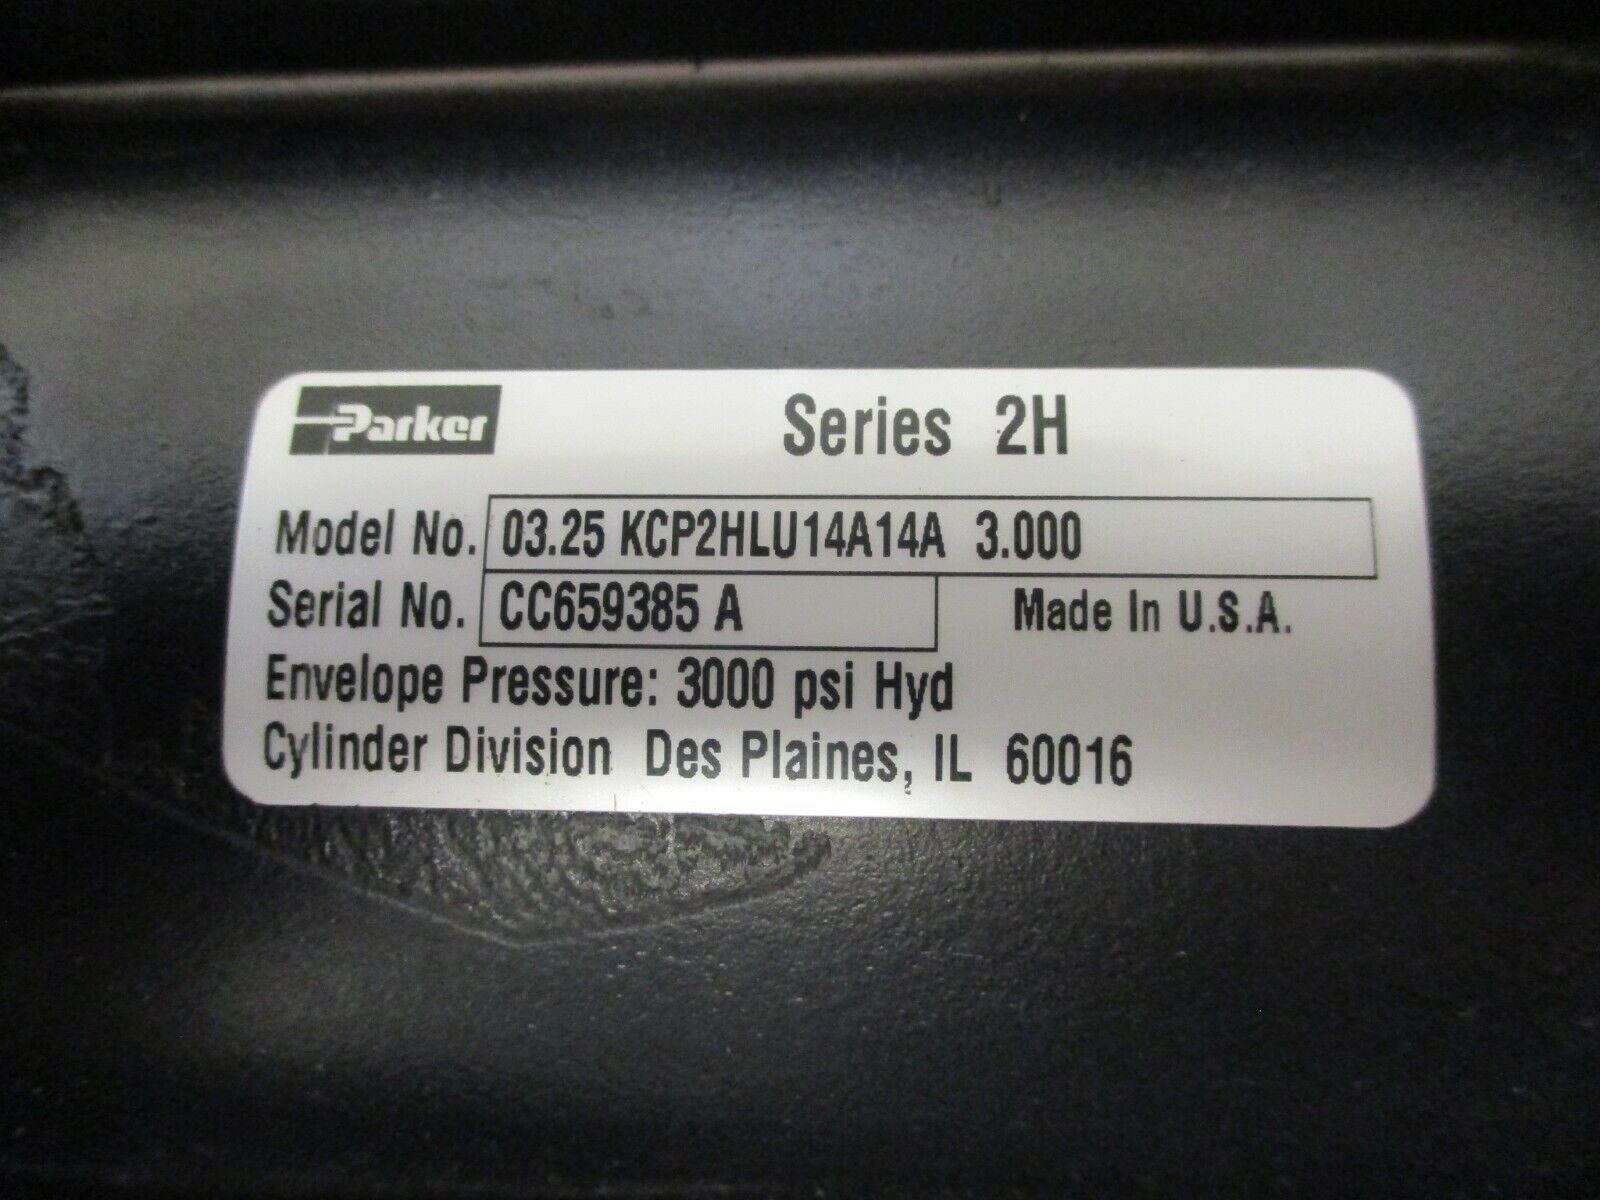 Parker
Series 2H
Model No. 03.25 KCP2HLU14A14A 3.000
Serial No. CC659385 A Made In U.S.A.
Envelope Pressure: 3000 psi Hyd
Cylinder Division Des Plaines, IL 60016